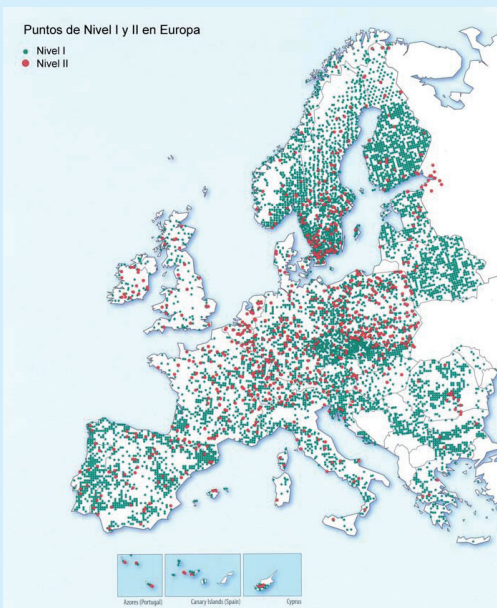 Puntos de Nivel I y II en Europa
Nivel I
Nivel II
Azores (Portugal)
Canary Islands (Spain)
Cyprus